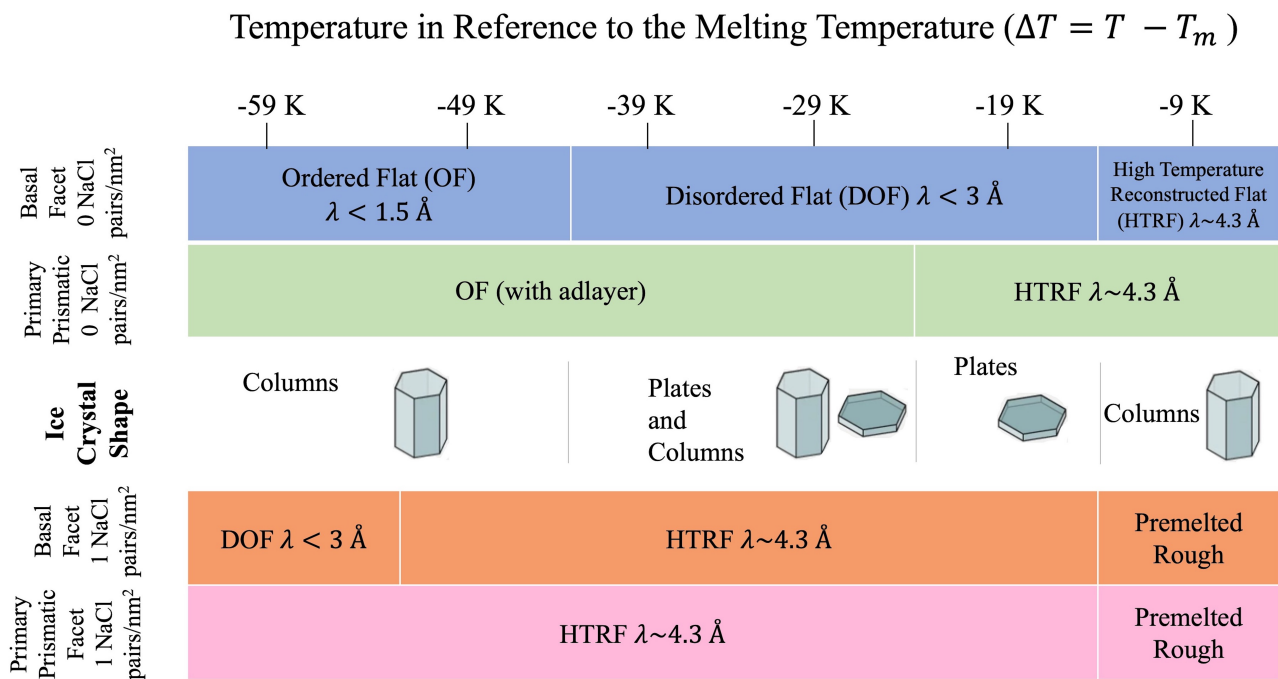 Temperature in Reference to the Melting Temperature (Δ𝑇 = 𝑇 − 𝑇ₘ )
-59 K
-49 K
-39 K
-29 K
-19 K
-9 K
Basal
Facet
0 NaCl
pairs/nm²
Ordered Flat (OF)
𝜆 < 1.5 Å
Disordered Flat (DOF) 𝜆 < 3 Å
High Temperature
Reconstructed Flat
(HTRF) 𝜆~4.3 Å
Primary
Prismatic
0 NaCl
pairs/nm²
OF (with adlayer)
HTRF 𝜆~4.3 Å
Ice
Crystal
Shape
Columns
Plates
and
Columns
Plates
Columns
Basal
Facet
1 NaCl
pairs/nm²
DOF 𝜆 < 3 Å
HTRF 𝜆~4.3 Å
Premelted
Rough
Primary
Prismatic
Facet
1 NaCl
pairs/nm²
HTRF 𝜆~4.3 Å
Premelted
Rough